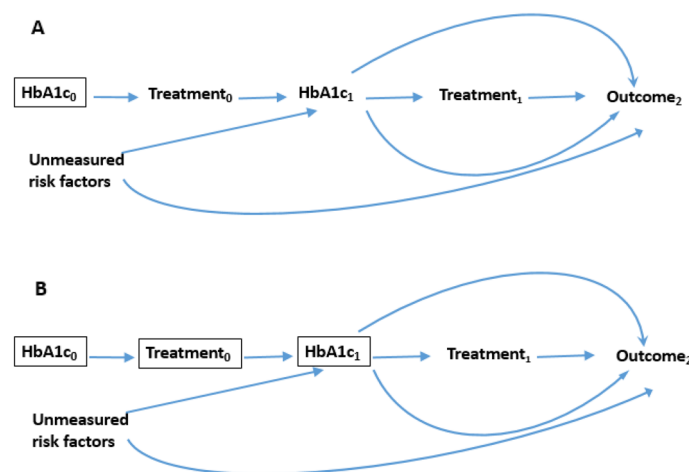 A
HbA1c₀ Treatment₀ HbA1c₁ Treatment₁ Outcome₂
Unmeasured
risk factors
B
HbA1c₀ Treatment₀ HbA1c₁ Treatment₁ Outcome₂
Unmeasured
risk factors